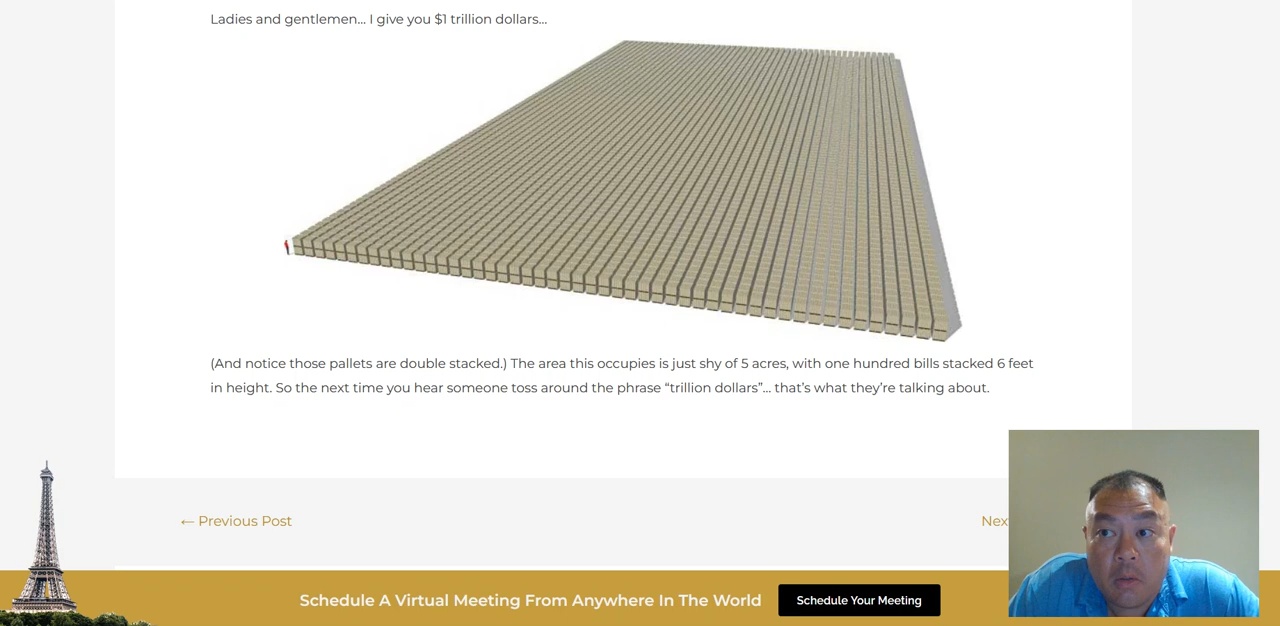 Ladies and gentlemen… I give you $1 trillion dollars…
(And notice those pallets are double stacked.) The area this occupies is just shy of 5 acres, with one hundred bills stacked 6 feet
in height. So the next time you hear someone toss around the phrase “trillion dollars”… that’s what they’re talking about.
← Previous Post
Schedule A Virtual Meeting From Anywhere In The World
Schedule Your Meeting